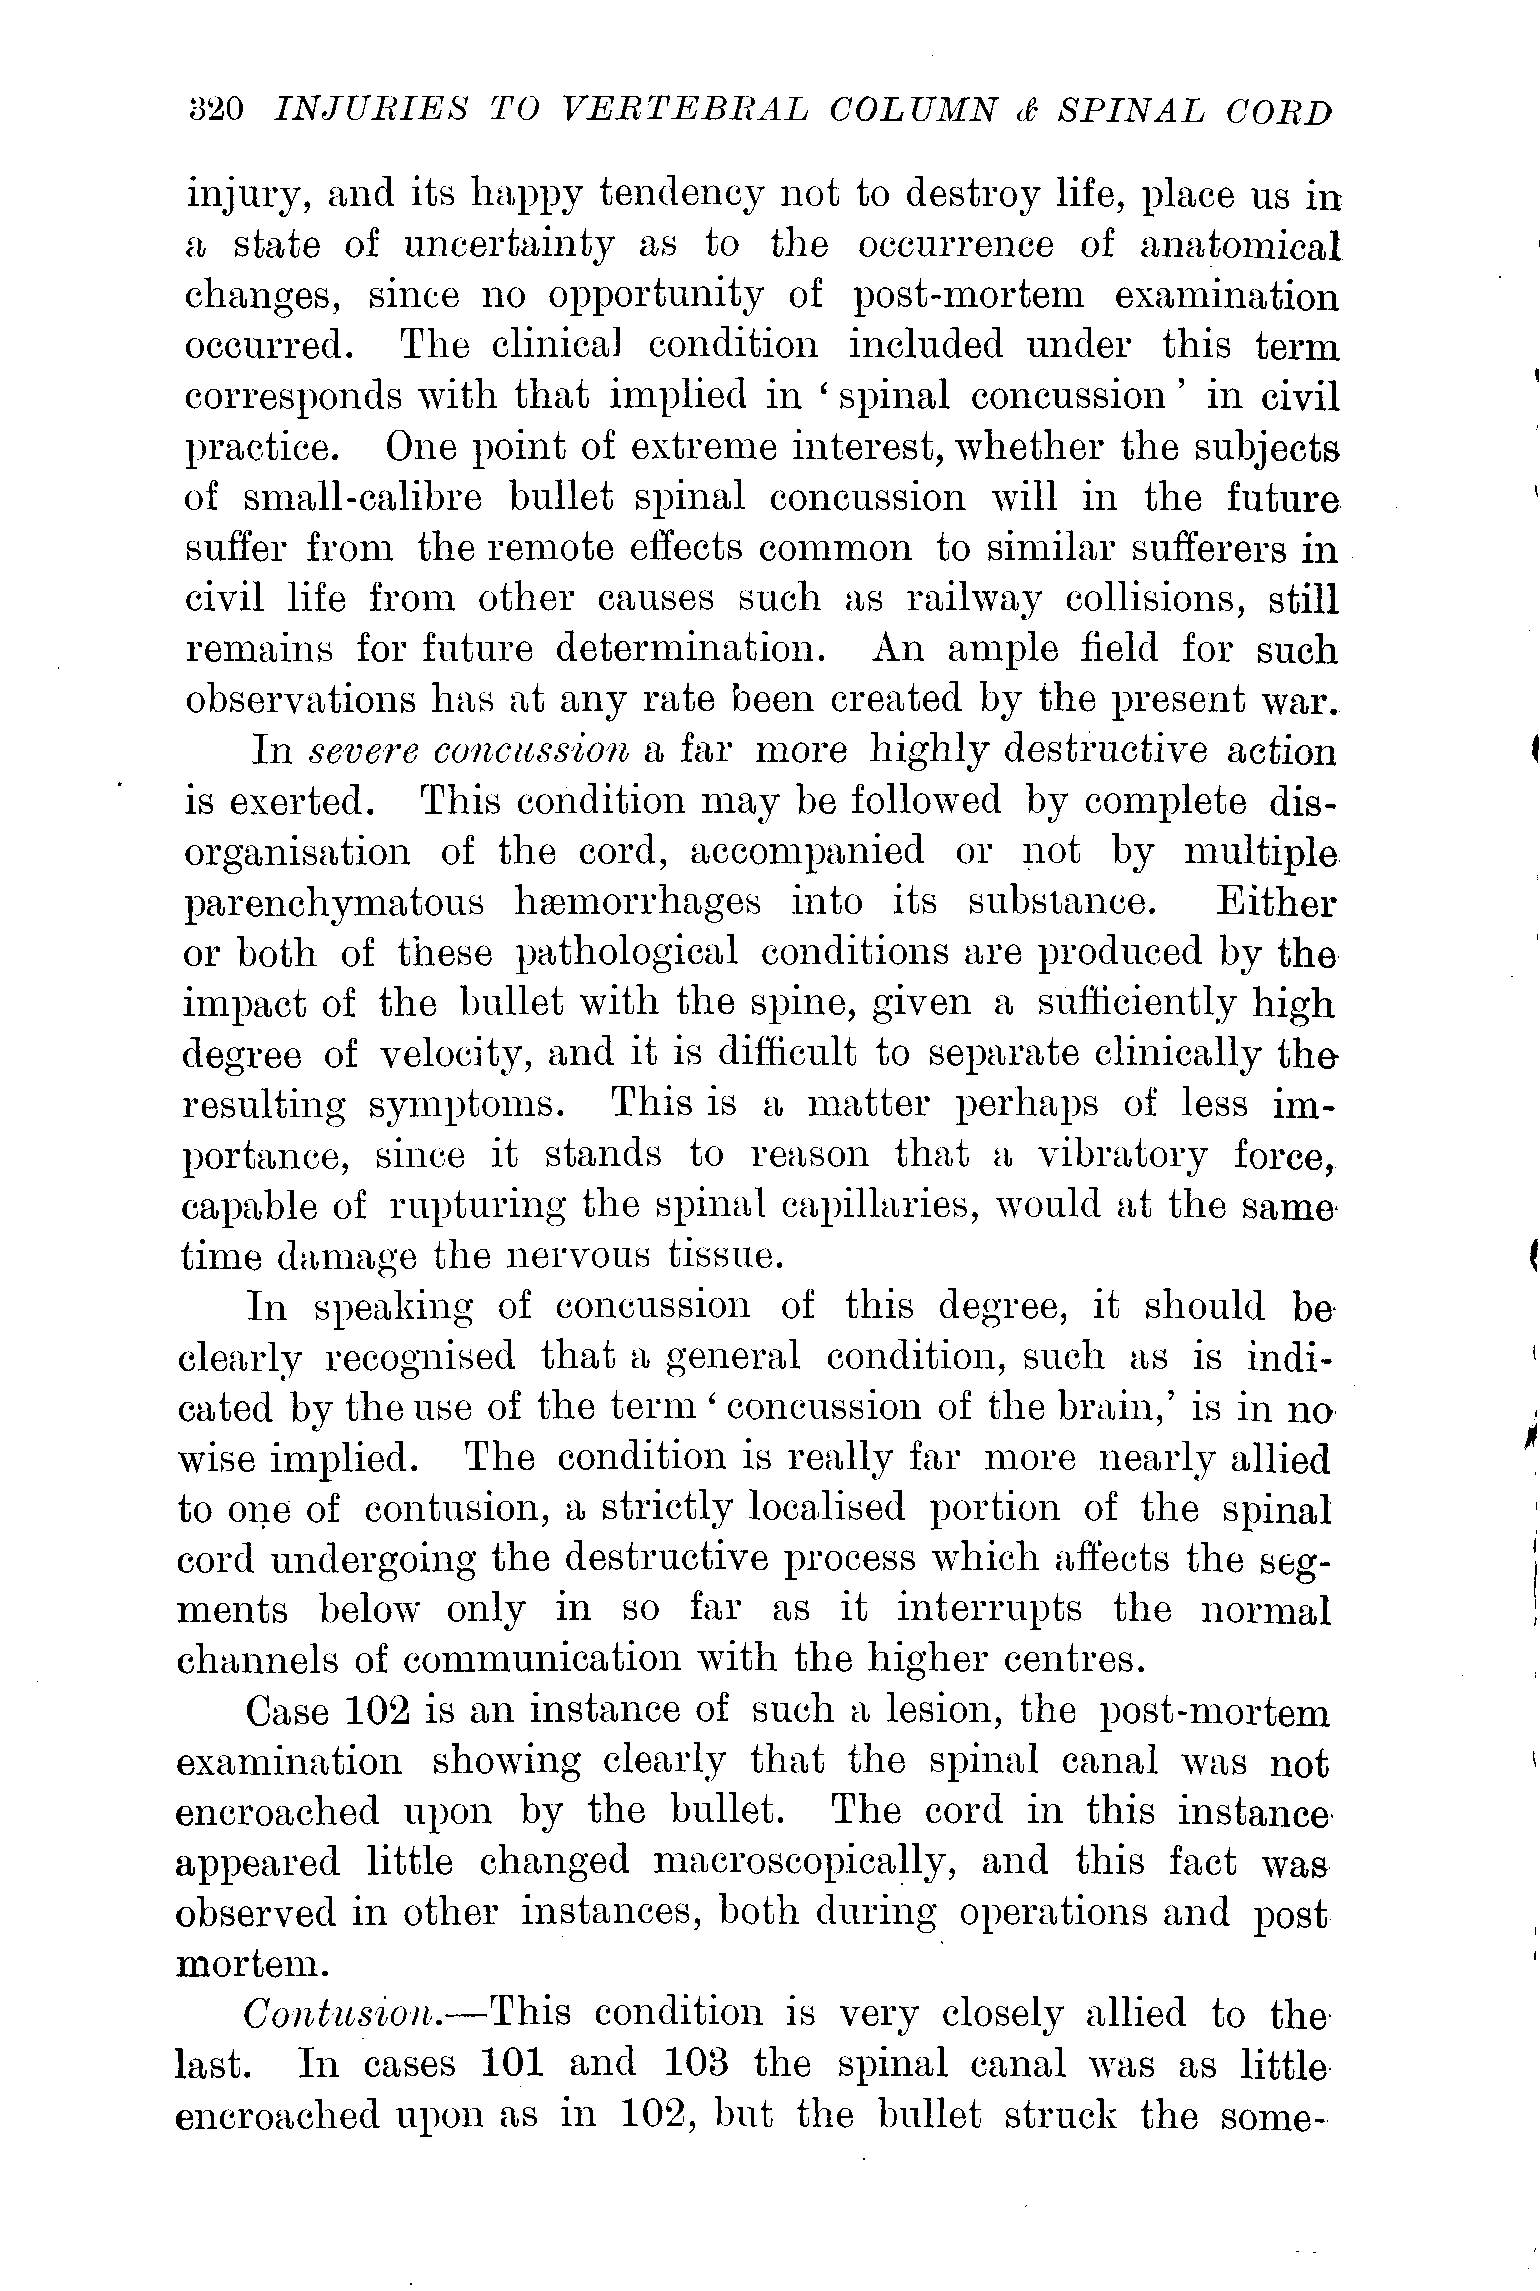 320 INJURIES TO VERTEBRAL COLUMN & SPINAL CORD
injury, and its happy tendency not to destroy life, place us in
a state of uncertainty as to the occurrence of anatomical
changes, since no opportunity of post-mortem examination
occurred. The clinical condition included under this term
corresponds with that implied in ‘ spinal concussion ’ in civil
practice. One point of extreme interest, whether the subjects
of small-calibre bullet spinal concussion will in the future
suffer from the remote effects common to similar sufferers in
civil life from other causes such as railway collisions, still
remains for future determination. An ample field for such
observations has at any rate been created by the present war.
In severe concussion a far more highly destructive action
is exerted. This condition may be followed by complete dis-
organisation of the cord, accompanied or not by multiple
parenchymatous hæmorrhages into its substance. Either
or both of these pathological conditions are produced by the
impact of the bullet with the spine, given a sufficiently high
degree of velocity, and it is difficult to separate clinically the
resulting symptoms. This is a matter perhaps of less im-
portance, since it stands to reason that a vibratory force,
capable of rupturing the spinal capillaries, would at the same
time damage the nervous tissue.
In speaking of concussion of this degree, it should be
clearly recognised that a general condition, such as is indi-
cated by the use of the term ‘ concussion of the brain,’ is in no
wise implied. The condition is really far more nearly allied
to one of contusion, a strictly localised portion of the spinal
cord undergoing the destructive process which affects the seg-
ments below only in so far as it interrupts the normal
channels of communication with the higher centres.
Case 102 is an instance of such a lesion, the post-mortem
examination showing clearly that the spinal canal was not
encroached upon by the bullet. The cord in this instance
appeared little changed macroscopically, and this fact was
observed in other instances, both during operations and post
mortem.
Contusion.—This condition is very closely allied to the
last. In cases 101 and 103 the spinal canal was as little
encroached upon as in 102, but the bullet struck the some-